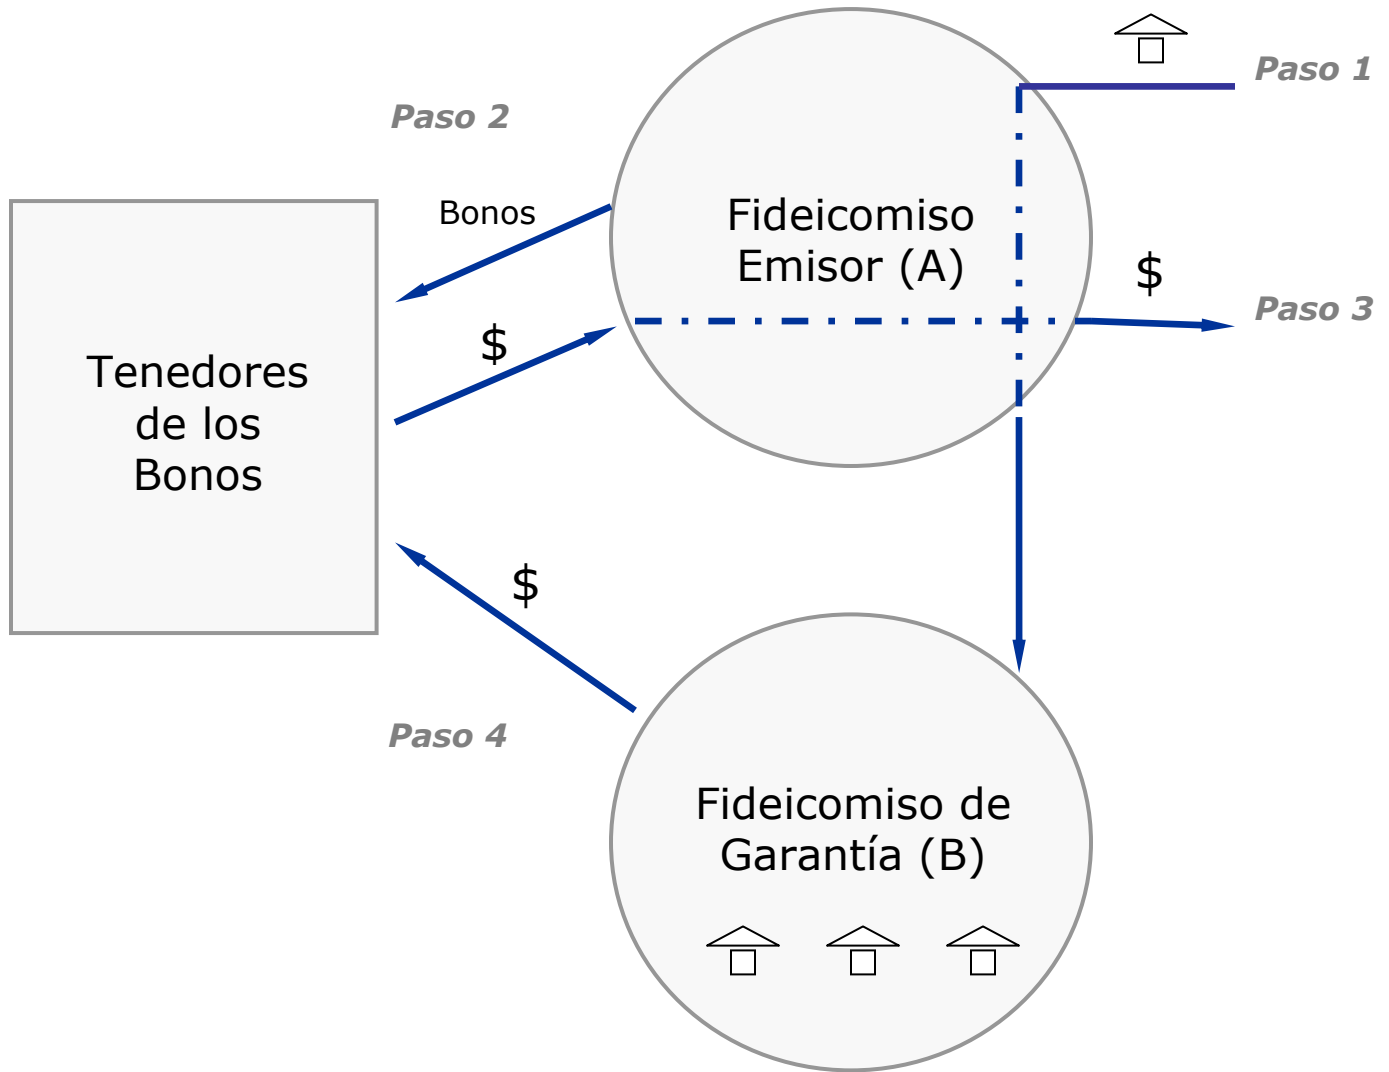 Paso 1
Paso 2
Bonos
Fideicomiso
Emisor (A)
$
Paso 3
$
Tenedores
de los
Bonos
$
Paso 4
Fideicomiso de
Garantía (B)